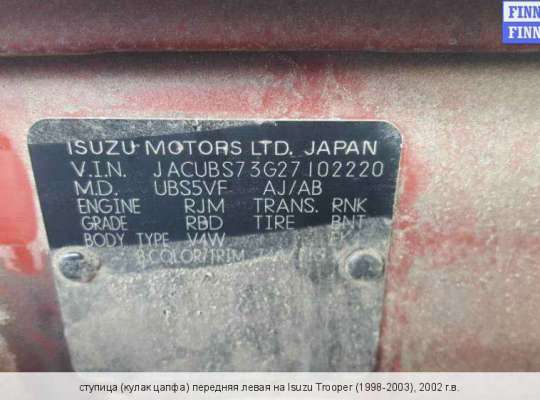 FINN
FINN
ISUZU MOTORS LTD. JAPAN
V.I.N. JACUBS73G27102220
M.D. UBS5VF AJ/AB
ENGINE RJM TRANS. RNK
GRADE RBD TIRE BNT
BODY TYPE V4W
B.COLOR/TRIM
ступица (кулак цапфа) передняя левая на Isuzu Trooper (1998-2003), 2002 г.в.